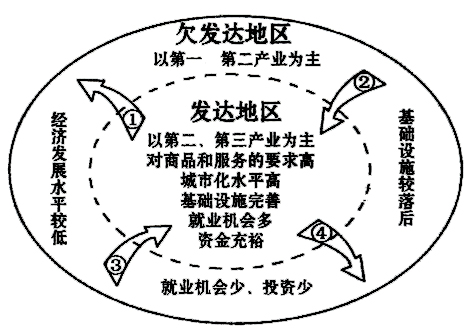 欠发达地区
以第一 第二产业为主
①
②
发达地区
以第二、第三产业为主
对商品和服务的要求高
城市化水平高
基础设施完善
就业机会多
资金充裕
经济发展水平较低
基础设施较落后
③
④
就业机会少、投资少